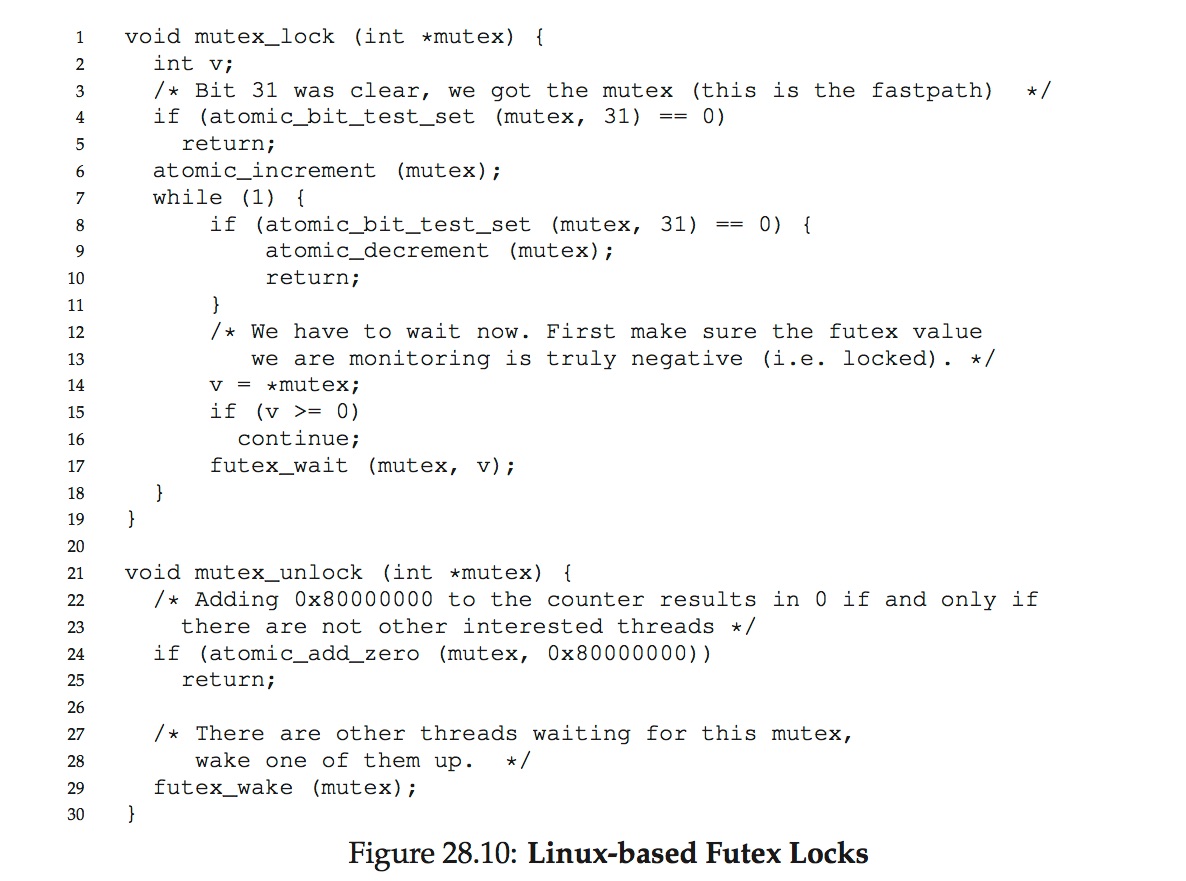 1 void mutex_lock (int *mutex) {
2 int v;
3 /* Bit 31 was clear, we got the mutex (this is the fastpath) */
4 if (atomic_bit_test_set (mutex, 31) == 0)
5 return;
6 atomic_increment (mutex);
7 while (1) {
8 if (atomic_bit_test_set (mutex, 31) == 0) {
9 atomic_decrement (mutex);
10 return;
11 }
12 /* We have to wait now. First make sure the futex value
13 we are monitoring is truly negative (i.e. locked). */
14 v = *mutex;
15 if (v >= 0)
16 continue;
17 futex_wait (mutex, v);
18 }
19 }
20
21 void mutex_unlock (int *mutex) {
22 /* Adding 0x80000000 to the counter results in 0 if and only if
23 there are not other interested threads */
24 if (atomic_add_zero (mutex, 0x80000000))
25 return;
26
27 /* There are other threads waiting for this mutex,
28 wake one of them up. */
29 futex_wake (mutex);
30 }
Figure 28.10: Linux-based Futex Locks